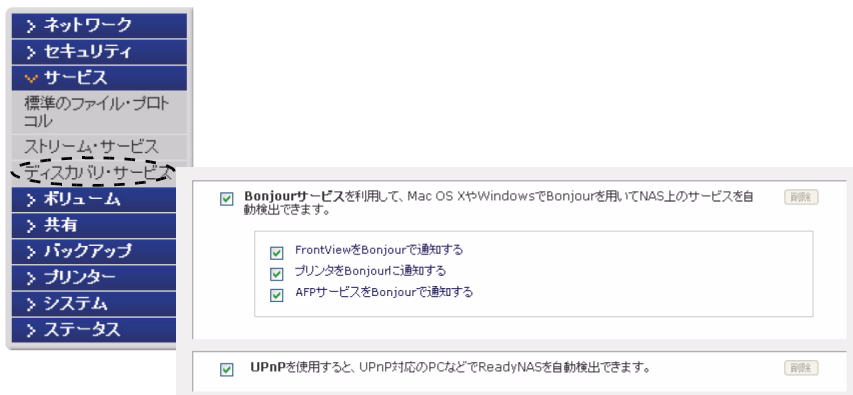 > ネットワーク
> セキュリティ
サービス
標準のファイル・プロト
コル
ストリーム・サービス
ディスカバリ・サービス
> ボリューム
> 共有
> バックアップ
> プリンター
> システム
> ステータス
Bonjourサービスを利用して、Mac OS XやWindowsでBonjourを用いてNAS上のサービスを自
動検出できます。
削除
FrontViewをBonjourで通知する
プリンタをBonjourに通知する
AFPサービスをBonjourで通知する
UPnPを使用すると、UPnP対応のPCなどでReadyNASを自動検出できます。
削除